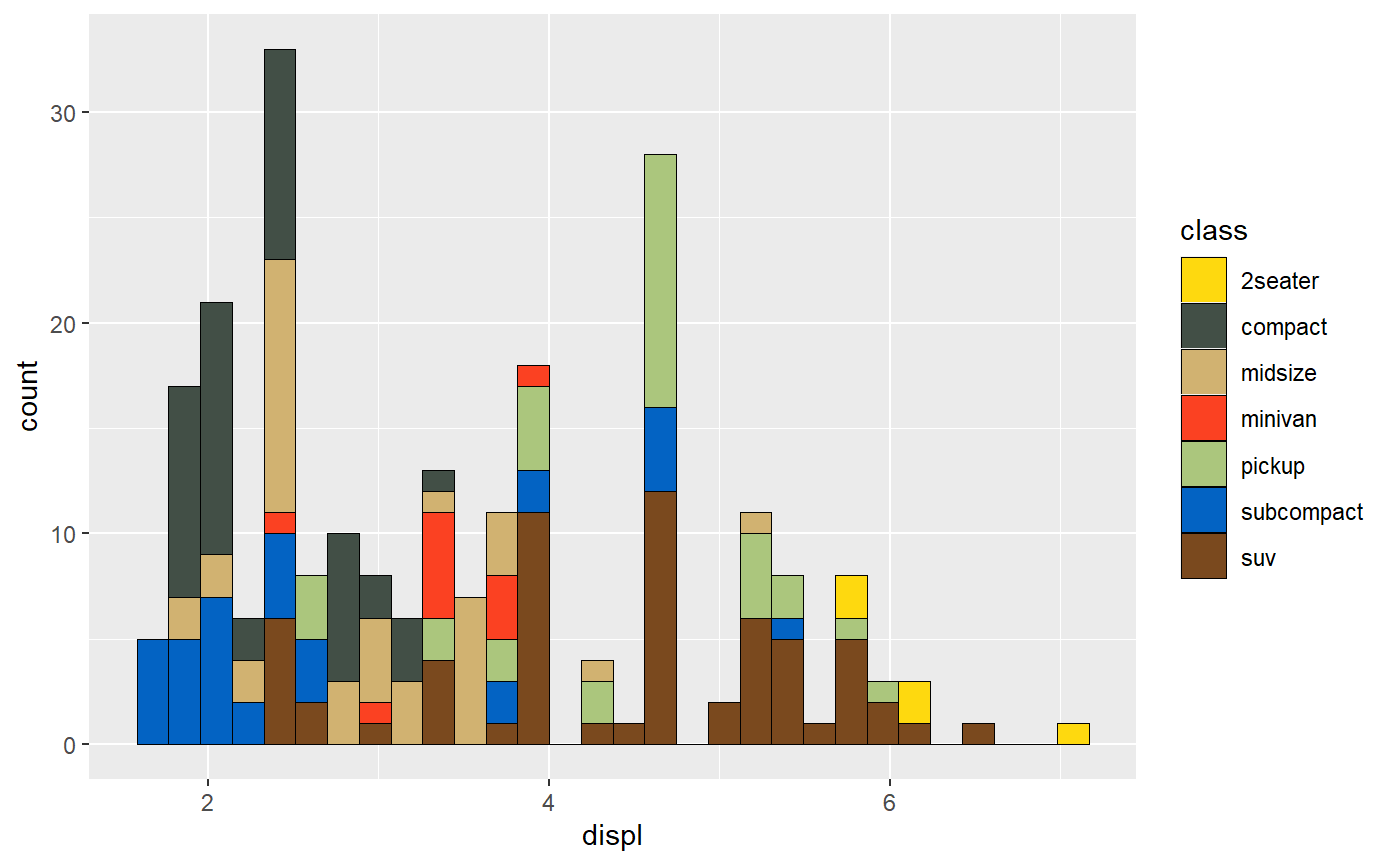 30
20
10
0
count
2
4
6
displ
class
2seater
compact
midsize
minivan
pickup
subcompact
suv